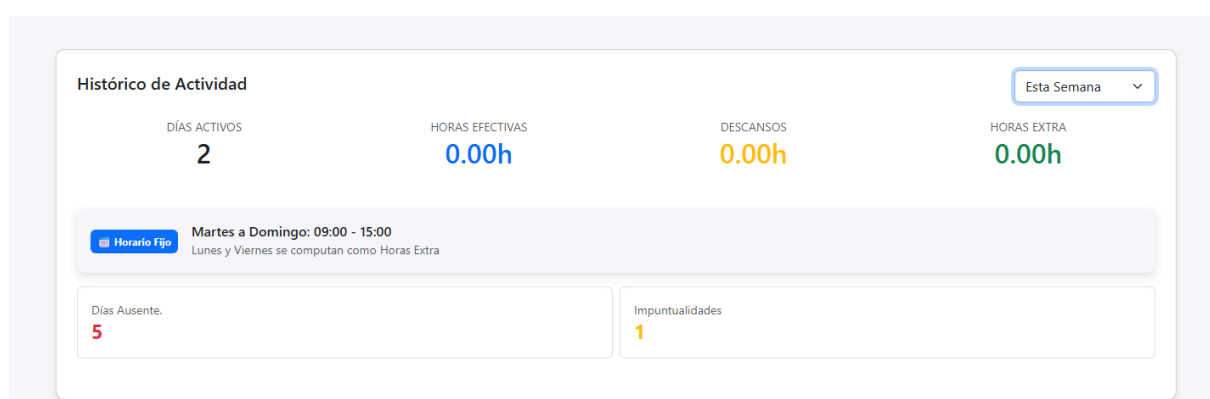 Histórico de Actividad
Esta Semana
DÍAS ACTIVOS
2
HORAS EFECTIVAS
0.00h
DESCANSOS
0.00h
HORAS EXTRA
0.00h
Horario Fijo
Martes a Domingo: 09:00 - 15:00
Lunes y Viernes se computan como Horas Extra
Días Ausente.
5
Impuntualidades
1